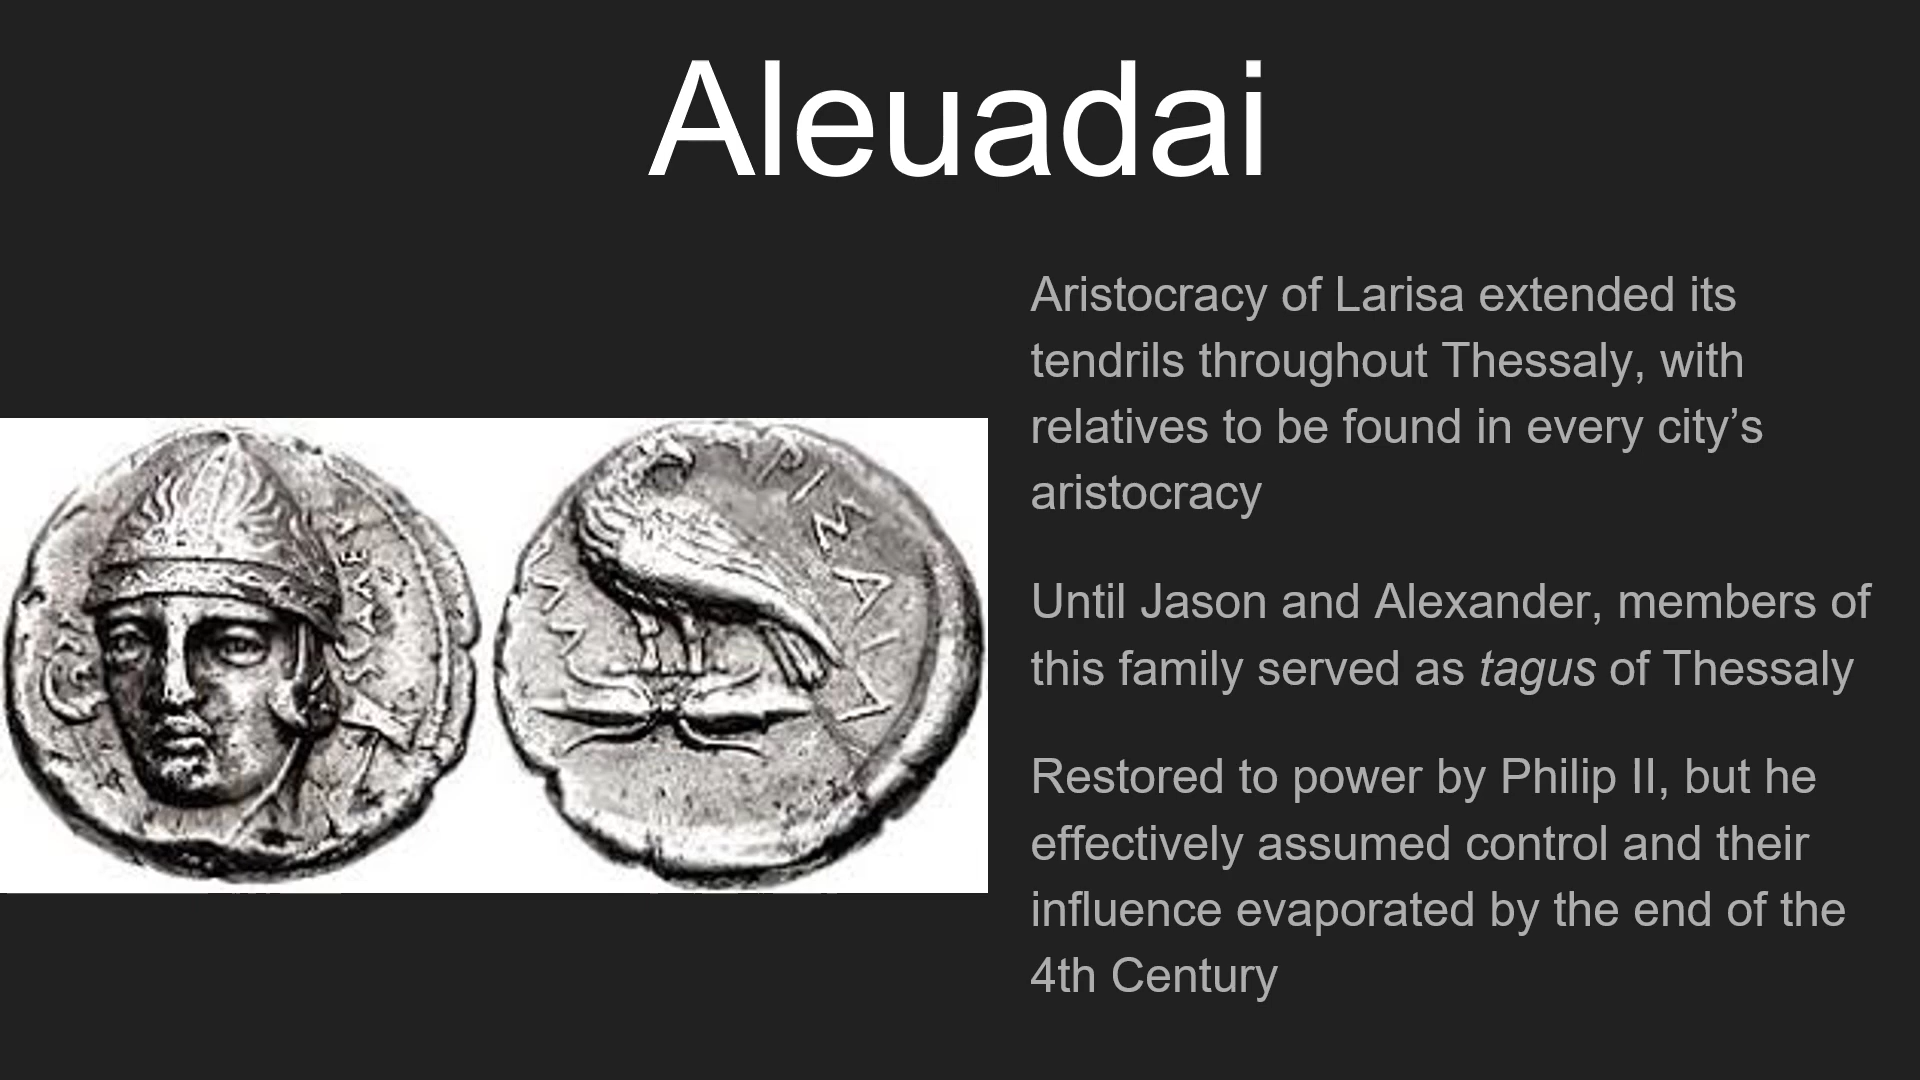 Aleuadai
Aristocracy of Larisa extended its
tendrils throughout Thessaly, with
relatives to be found in every city’s
aristocracy
Until Jason and Alexander, members of
this family served as tagus of Thessaly
Restored to power by Philip II, but he
effectively assumed control and their
influence evaporated by the end of the
4th Century